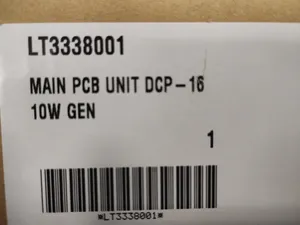 LT3338001
MAIN PCB UNIT DCP-16
10W GEN
1
*LT3338001*